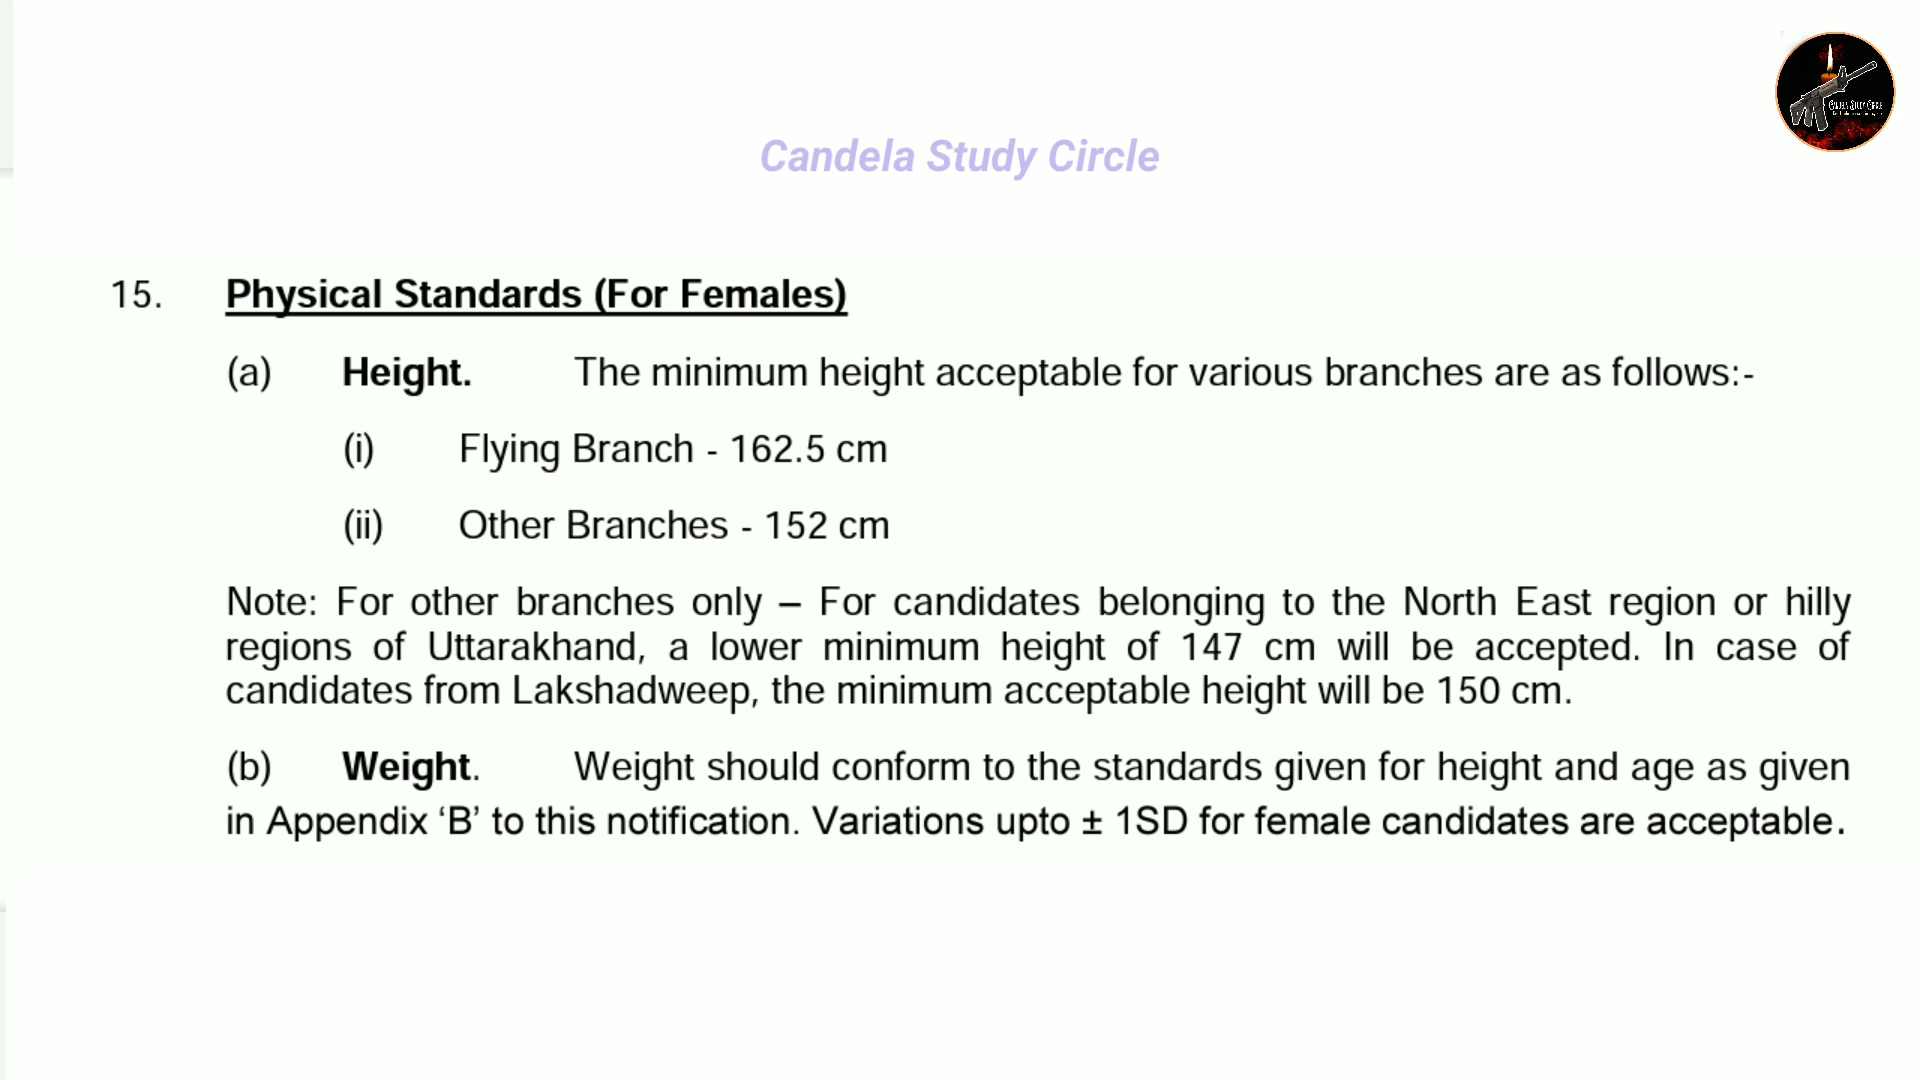 Candela Study Circle
15. Physical Standards (For Females)
(a) Height. The minimum height acceptable for various branches are as follows:-
(i) Flying Branch - 162.5 cm
(ii) Other Branches - 152 cm
Note: For other branches only – For candidates belonging to the North East region or hilly
regions of Uttarakhand, a lower minimum height of 147 cm will be accepted. In case of
candidates from Lakshadweep, the minimum acceptable height will be 150 cm.
(b) Weight. Weight should conform to the standards given for height and age as given
in Appendix ‘B’ to this notification. Variations upto ± 1SD for female candidates are acceptable.